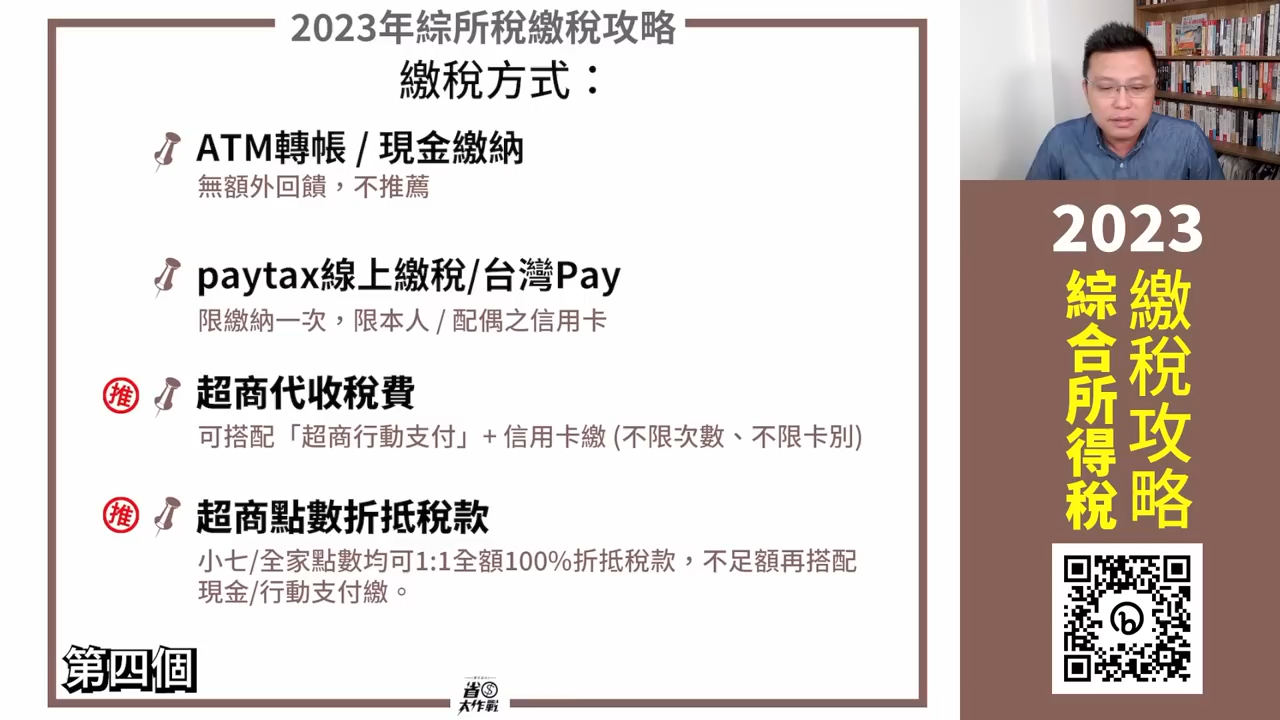 2023年綜所稅繳稅攻略
繳稅方式：
ATM轉帳 / 現金繳納
無額外回饋，不推薦
paytax線上繳稅/台灣Pay
限繳納一次，限本人 / 配偶之信用卡
推
超商代收稅費
可搭配「超商行動支付」+ 信用卡繳 (不限次數、不限卡別)
推
超商點數折抵稅款
小七/全家點數均可1:1全額100%折抵稅款，不足額再搭配
現金/行動支付繳。
第四個
省
大作戰
2023
繳稅攻略
綜合所得稅
b